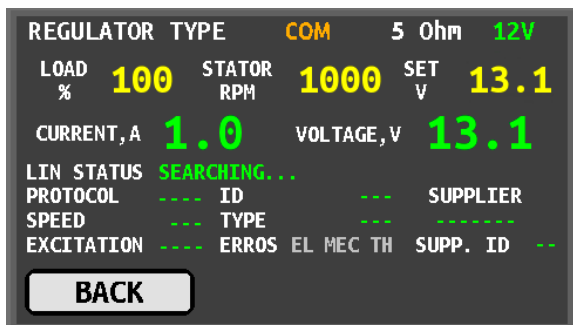 REGULATOR TYPE COM 5 Ohm 12V
LOAD % 100 STATOR RPM 1000 SET V 13.1
CURRENT,A 1.0 VOLTAGE,V 13.1
LIN STATUS SEARCHING...
PROTOCOL ---- ID --- SUPPLIER
SPEED --- TYPE --- -------
EXCITATION ---- ERROS EL MEC TH SUPP. ID --
BACK